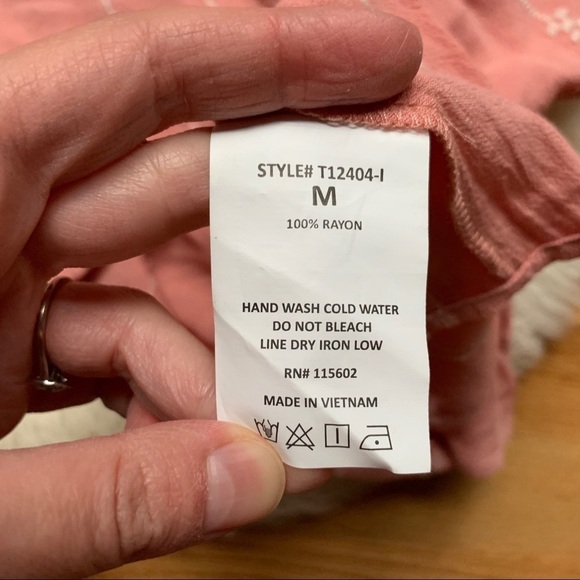 STYLE# T12404-I
M
100% RAYON
HAND WASH COLD WATER
DO NOT BLEACH
LINE DRY IRON LOW
RN# 115602
MADE IN VIETNAM